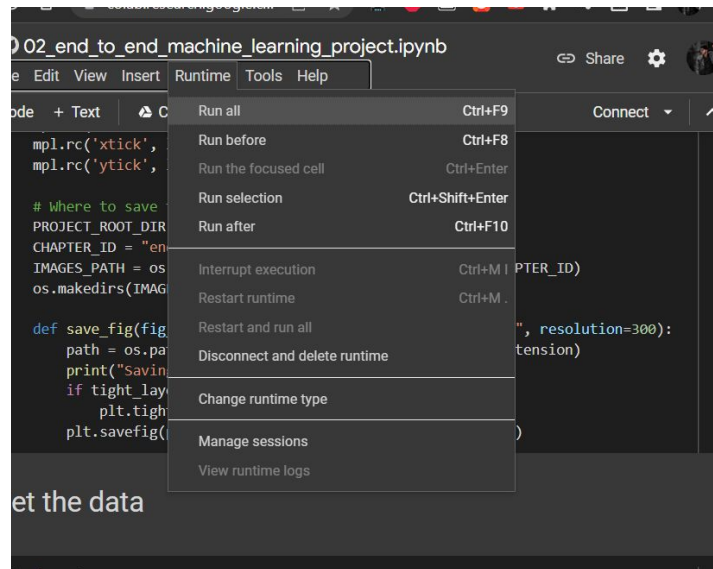 02_end_to_end_machine_learning_project.ipynb
Share
Edit View Insert Runtime Tools Help
+ Text
Connect
mpl.rc('xtick',
mpl.rc('ytick',
# Where to save
PROJECT_ROOT_DIR
CHAPTER_ID = "en
IMAGES_PATH = os PTER_ID)
os.makedirs(IMAG
def save_fig(fig_ ", resolution=300):
path = os.pa tension)
print("Savin
if tight_lay
plt.tigh
plt.savefig( )
Run all Ctrl+F9
Run before Ctrl+F8
Run the focused cell Ctrl+Enter
Run selection Ctrl+Shift+Enter
Run after Ctrl+F10
Interrupt execution Ctrl+M I
Restart runtime Ctrl+M .
Restart and run all
Disconnect and delete runtime
Change runtime type
Manage sessions
View runtime logs
et the data